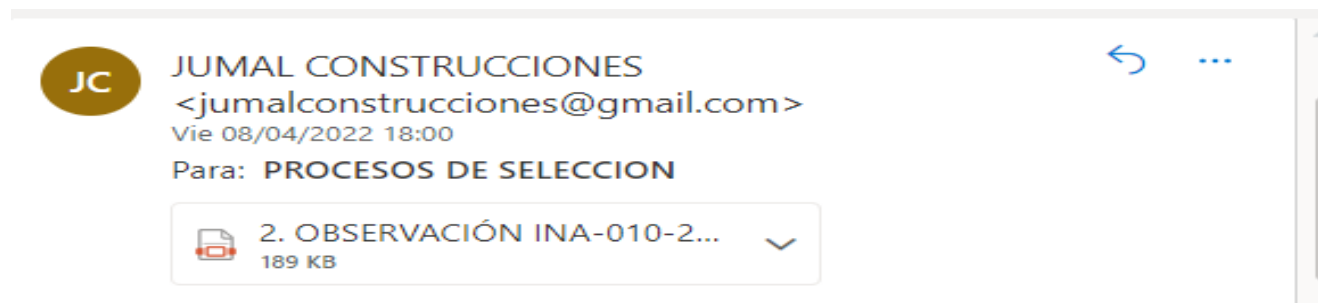 JC
JUMAL CONSTRUCCIONES
<jumalconstrucciones@gmail.com>
Vie 08/04/2022 18:00
Para: PROCESOS DE SELECCION
2. OBSERVACIÓN INA-010-2...
189 KB